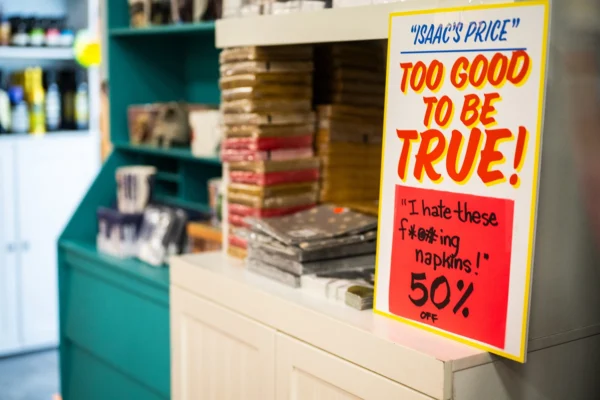 "ISAAC'S PRICE"
TOO GOOD
TO BE
TRUE!
"I hate these
f*@#*ing
napkins!"
50%
OFF